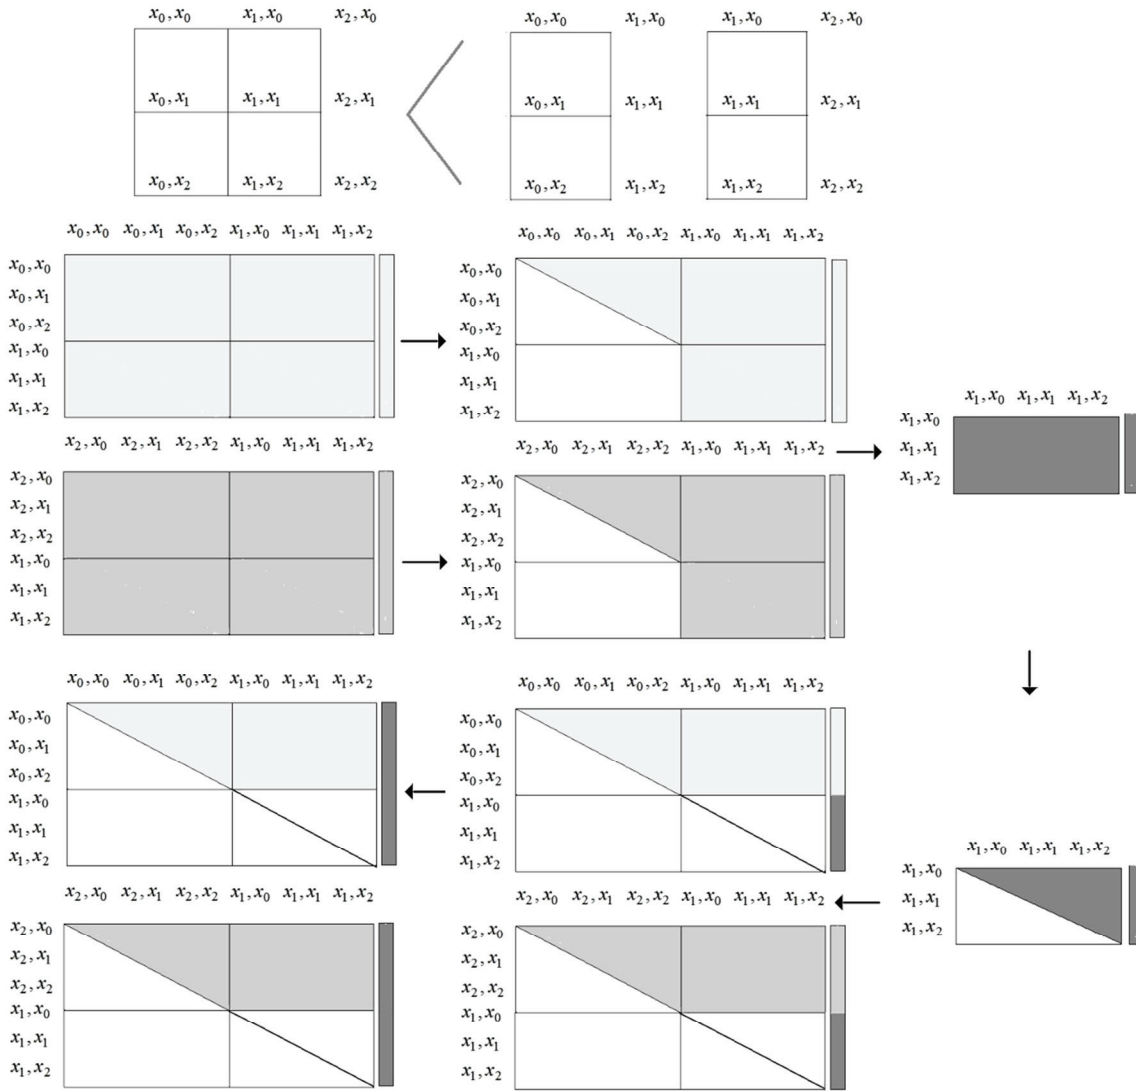 x₀, x₀ x₁, x₀ x₂, x₀ x₀, x₀ x₁, x₀ x₁, x₀ x₂, x₀
x₀, x₁ x₁, x₁ x₂, x₁ x₀, x₁ x₁, x₁ x₁, x₁ x₂, x₁
x₀, x₂ x₁, x₂ x₂, x₂ x₀, x₂ x₁, x₂ x₁, x₂ x₂, x₂
x₀, x₀ x₀, x₁ x₀, x₂ x₁, x₀ x₁, x₁ x₁, x₂
x₀, x₀
x₀, x₁
x₀, x₂
x₁, x₀
x₁, x₁
x₁, x₂
x₀, x₀ x₀, x₁ x₀, x₂ x₁, x₀ x₁, x₁ x₁, x₂
x₀, x₀
x₀, x₁
x₀, x₂
x₁, x₀
x₁, x₁
x₁, x₂
x₂, x₀ x₂, x₁ x₂, x₂ x₁, x₀ x₁, x₁ x₁, x₂
x₂, x₀
x₂, x₁
x₂, x₂
x₁, x₀
x₁, x₁
x₁, x₂
x₂, x₀ x₂, x₁ x₂, x₂ x₁, x₀ x₁, x₁ x₁, x₂
x₂, x₀
x₂, x₁
x₂, x₂
x₁, x₀
x₁, x₁
x₁, x₂
x₁, x₀ x₁, x₁ x₁, x₂
x₁, x₀
x₁, x₁
x₁, x₂
x₀, x₀ x₀, x₁ x₀, x₂ x₁, x₀ x₁, x₁ x₁, x₂
x₀, x₀
x₀, x₁
x₀, x₂
x₁, x₀
x₁, x₁
x₁, x₂
x₀, x₀ x₀, x₁ x₀, x₂ x₁, x₀ x₁, x₁ x₁, x₂
x₀, x₀
x₀, x₁
x₀, x₂
x₁, x₀
x₁, x₁
x₁, x₂
x₁, x₀ x₁, x₁ x₁, x₂
x₁, x₀
x₁, x₁
x₁, x₂
x₂, x₀ x₂, x₁ x₂, x₂ x₁, x₀ x₁, x₁ x₁, x₂
x₂, x₀
x₂, x₁
x₂, x₂
x₁, x₀
x₁, x₁
x₁, x₂
x₂, x₀ x₂, x₁ x₂, x₂ x₁, x₀ x₁, x₁ x₁, x₂
x₂, x₀
x₂, x₁
x₂, x₂
x₁, x₀
x₁, x₁
x₁, x₂